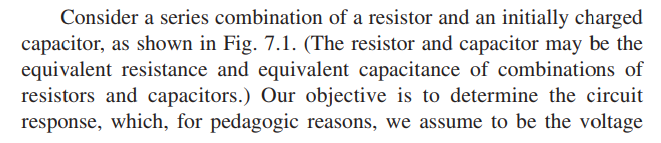 Consider a series combination of a resistor and an initially charged
capacitor, as shown in Fig. 7.1. (The resistor and capacitor may be the
equivalent resistance and equivalent capacitance of combinations of
resistors and capacitors.) Our objective is to determine the circuit
response, which, for pedagogic reasons, we assume to be the voltage